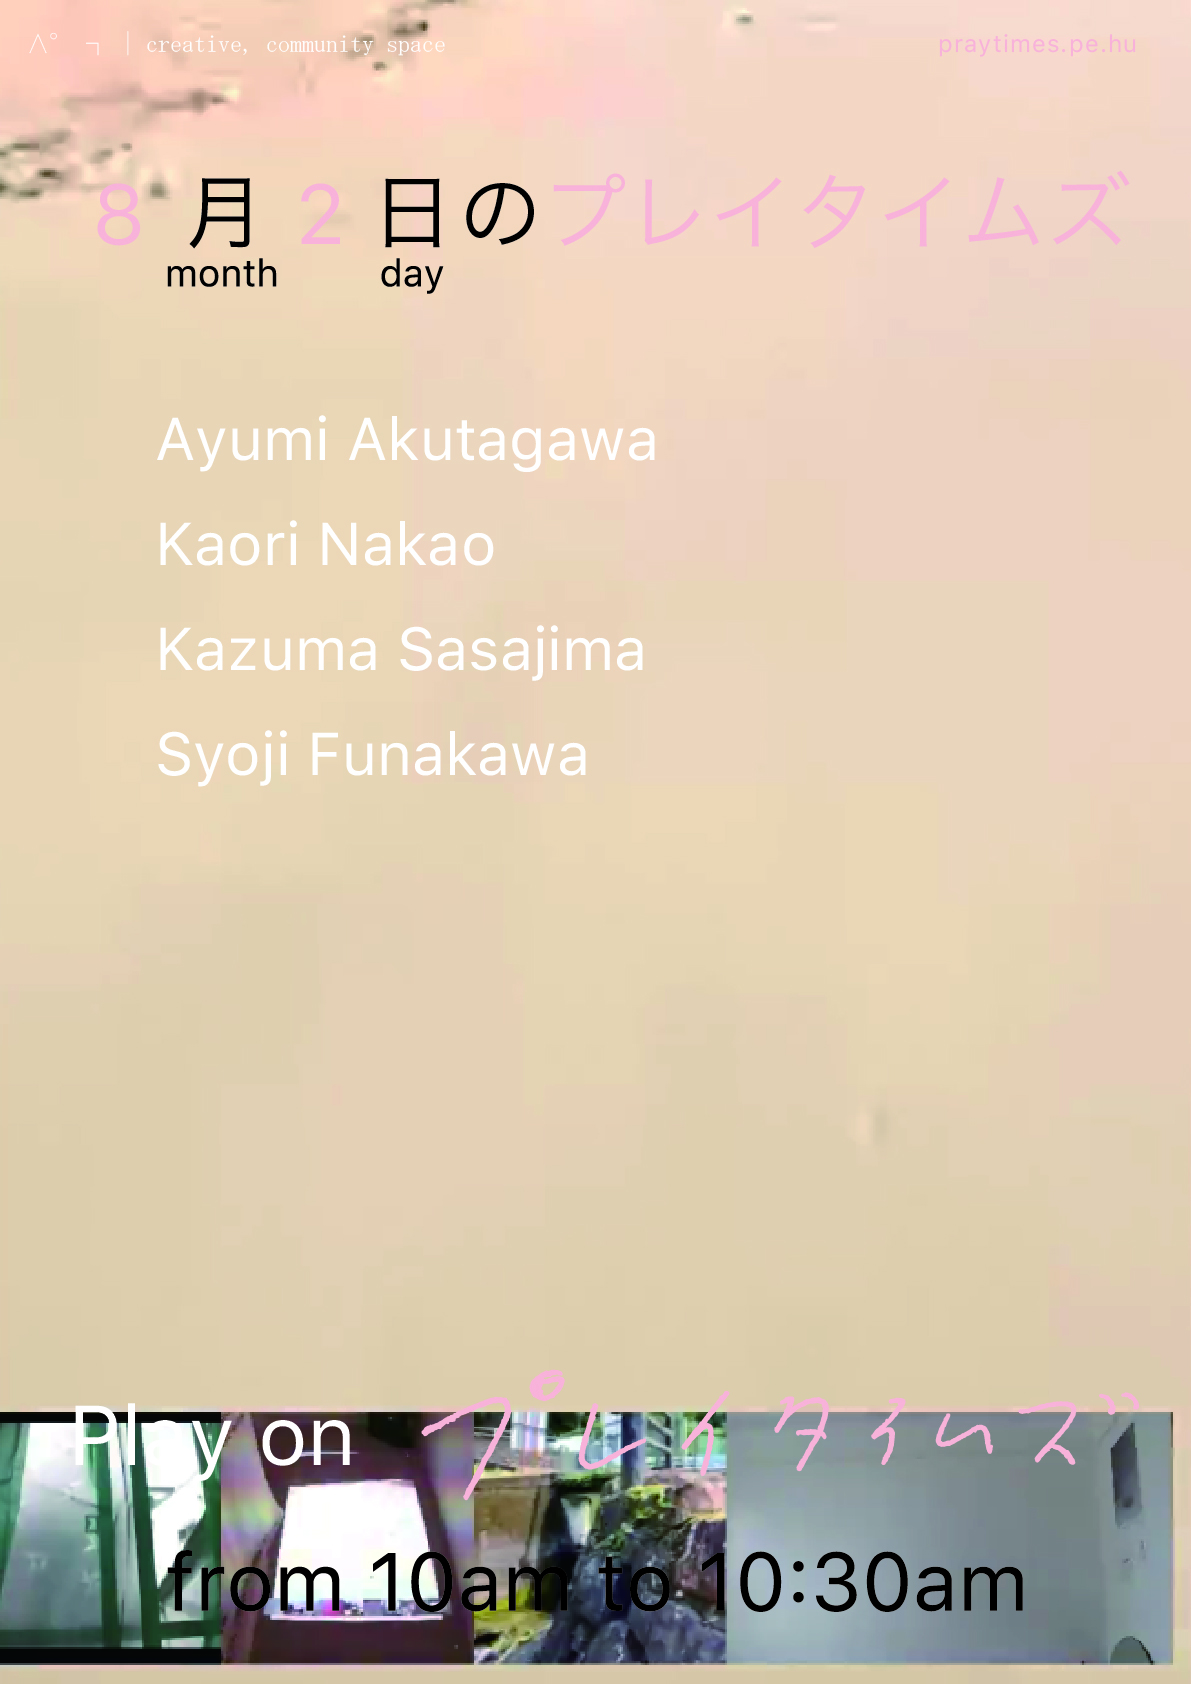 creative, community space
praytimes.pe.hu
8月2日のプレイタイムズ
month day
Ayumi Akutagawa
Kaori Nakao
Kazuma Sasajima
Syoji Funakawa
Play on プレイタイムズ
from 10am to 10:30am